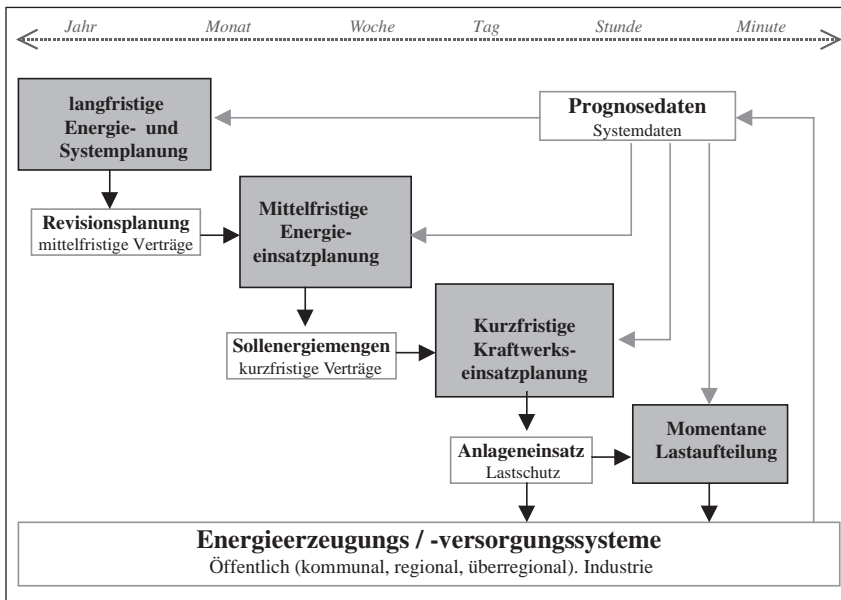 Jahr Monat Woche Tag Stunde Minute
langfristige
Energie- und
Systemplanung
Prognosedaten
Systemdaten
Revisionsplanung
mittelfristige Verträge
Mittelfristige
Energie-
einsatzplanung
Sollenergiemengen
kurzfristige Verträge
Kurzfristige
Kraftwerks-
einsatzplanung
Anlageneinsatz
Lastschutz
Momentane
Lastaufteilung
Energieerzeugungs / -versorgungssysteme
Öffentlich (kommunal, regional, überregional). Industrie